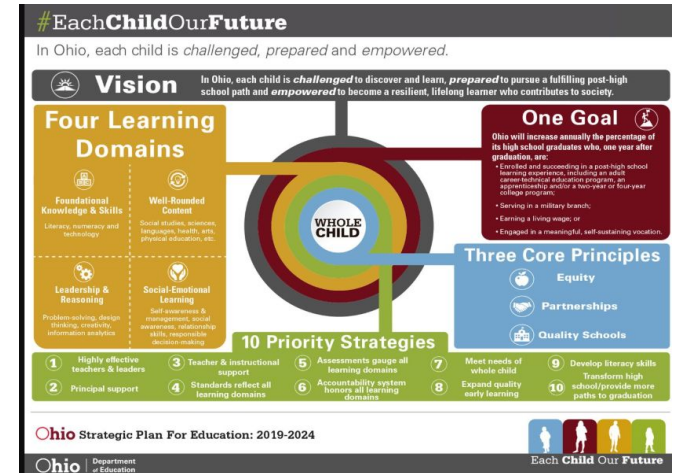 #EachChildOurFuture
In Ohio, each child is challenged, prepared and empowered.
Vision
In Ohio, each child is challenged to discover and learn, prepared to pursue a fulfilling post-high
school path and empowered to become a resilient, lifelong learner who contributes to society.
Four Learning
Domains
Foundational
Knowledge & Skills
Literacy, numeracy and
technology
Well-Rounded
Content
Social studies, sciences,
languages, health, arts,
physical education, etc.
Leadership &
Reasoning
Problem-solving, design
thinking, creativity,
information analytics
Social-Emotional
Learning
Self-awareness &
management, social
awareness, relationship
skills, responsible
decision-making
WHOLE
CHILD
One Goal
Ohio will increase annually the percentage of
its high school graduates who, one year after
graduation, are:
• Enrolled and succeeding in a post-high school
learning experience, including an adult
career-technical education program, an
apprenticeship and/or a two-year or four-year
college program;
• Serving in a military branch;
• Earning a living wage; or
• Engaged in a meaningful, self-sustaining vocation.
Three Core Principles
Equity
Partnerships
Quality Schools
10 Priority Strategies
1 Highly effective
teachers & leaders
2 Principal support
3 Teacher & instructional
support
4 Standards reflect all
learning domains
5 Assessments gauge all
learning domains
6 Accountability system
honors all learning
domains
7 Meet needs of
whole child
8 Expand quality
early learning
9 Develop literacy skills
10 Transform high
school/provide more
paths to graduation
Ohio Strategic Plan For Education: 2019-2024
Each Child Our Future
Ohio Department
of Education